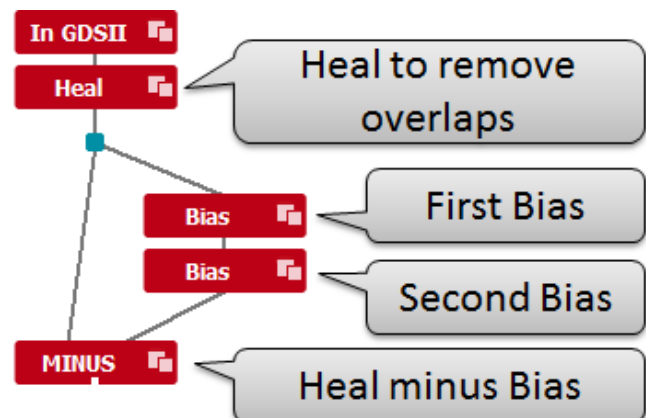 In GDSII
Heal
Heal to remove
overlaps
Bias
First Bias
Bias
Second Bias
MINUS
Heal minus Bias